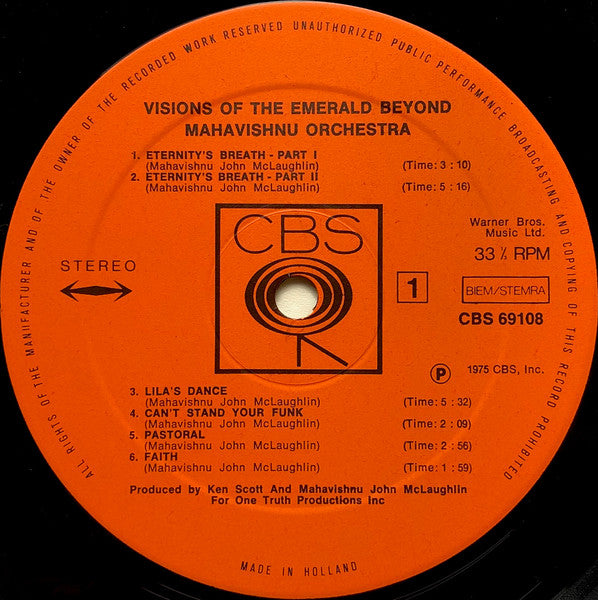 ALL RIGHTS OF THE MANUFACTURER AND OF THE OWNER OF THE RECORDED WORK RESERVED UNAUTHORIZED PUBLIC PERFORMANCE BROADCASTING AND COPYING OF THIS RECORD PROHIBITED
VISIONS OF THE EMERALD BEYOND
MAHAVISHNU ORCHESTRA
1. ETERNITY'S BREATH - PART I
(Mahavishnu John McLaughlin) (Time: 3 : 10)
2. ETERNITY'S BREATH - PART II
(Mahavishnu John McLaughlin) (Time: 5 : 16)
CBS
Warner Bros.
Music Ltd.
33 ⅓ RPM
STEREO
1
BIEM/STEMRA
CBS 69108
P 1975 CBS, Inc.
3. LILA'S DANCE
(Mahavishnu John McLaughlin) (Time: 5 : 32)
4. CAN'T STAND YOUR FUNK
(Mahavishnu John McLaughlin) (Time: 2 : 09)
5. PASTORAL
(Mahavishnu John McLaughlin) (Time: 2 : 56)
6. FAITH
(Mahavishnu John McLaughlin) (Time: 1 : 59)
Produced by Ken Scott And Mahavishnu John McLaughlin
For One Truth Productions Inc
MADE IN HOLLAND